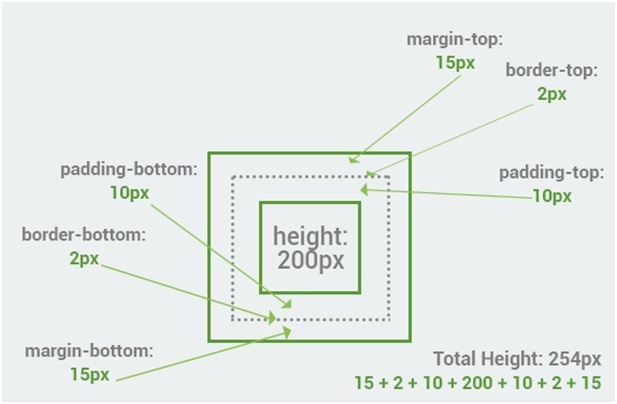 margin-top:
15px
border-top:
2px
padding-bottom:
10px
padding-top:
10px
border-bottom:
2px
height:
200px
margin-bottom:
15px
Total Height: 254px
15 + 2 + 10 + 200 + 10 + 2 + 15